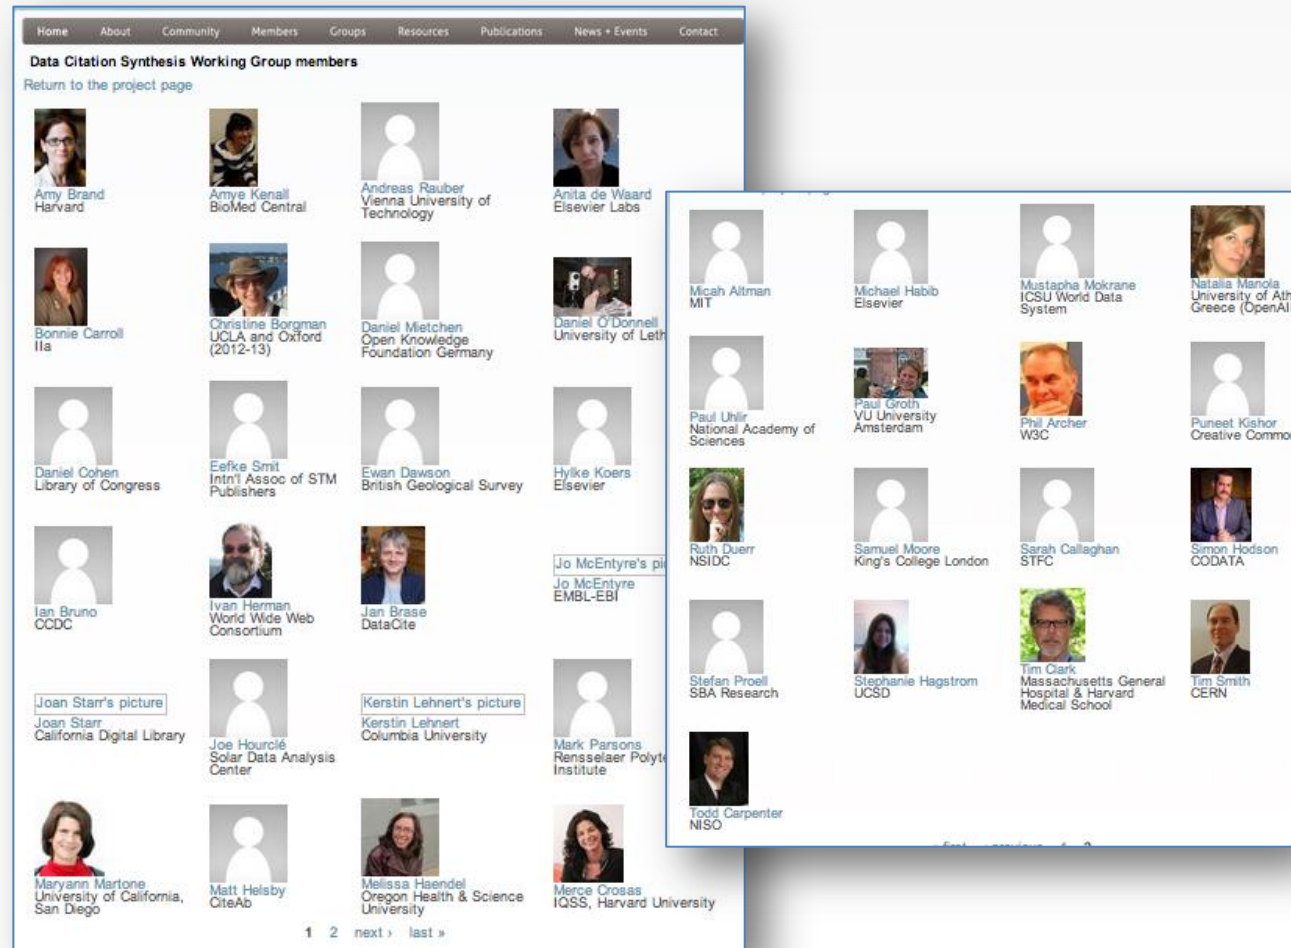 Home About Community Members Groups Resources Publications News + Events Contact
Data Citation Synthesis Working Group members
Return to the project page
Amy Brand
Harvard
Amye Kenall
BioMed Central
Andreas Rauber
Vienna University of
Technology
Anita de Waard
Elsevier Labs
Bonnie Carroll
IIa
Christine Borgman
UCLA and Oxford
(2012-13)
Daniel Mietchen
Open Knowledge
Foundation Germany
Daniel O'Donnell
University of Leth
Daniel Cohen
Library of Congress
Eefke Smit
Intn'l Assoc of STM
Publishers
Ewan Dawson
British Geological Survey
Hylke Koers
Elsevier
Ian Bruno
CCDC
Ivan Herman
World Wide Web
Consortium
Jan Brase
DataCite
Jo McEntyre's pi
Jo McEntyre
EMBL-EBI
Joan Starr's picture
Joan Starr
California Digital Library
Joe Hourclé
Solar Data Analysis
Center
Kerstin Lehnert's picture
Kerstin Lehnert
Columbia University
Mark Parsons
Rensselaer Polyte
Institute
Maryann Martone
University of California,
San Diego
Matt Helsby
CiteAb
Melissa Haendel
Oregon Health & Science
University
Merce Crosas
IQSS, Harvard University
1 2 next › last »
Micah Altman
MIT
Michael Habib
Elsevier
Mustapha Mokrane
ICSU World Data
System
Natalia Manola
University of Ath
Greece (OpenAI
Paul Uhlir
National Academy of
Sciences
Paul Groth
VU University
Amsterdam
Phil Archer
W3C
Puneet Kishor
Creative Commo
Ruth Duerr
NSIDC
Samuel Moore
King's College London
Sarah Callaghan
STFC
Simon Hodson
CODATA
Stefan Proell
SBA Research
Stephanie Hagstrom
UCSD
Tim Clark
Massachusetts General
Hospital & Harvard
Medical School
Tim Smith
CERN
Todd Carpenter
NISO